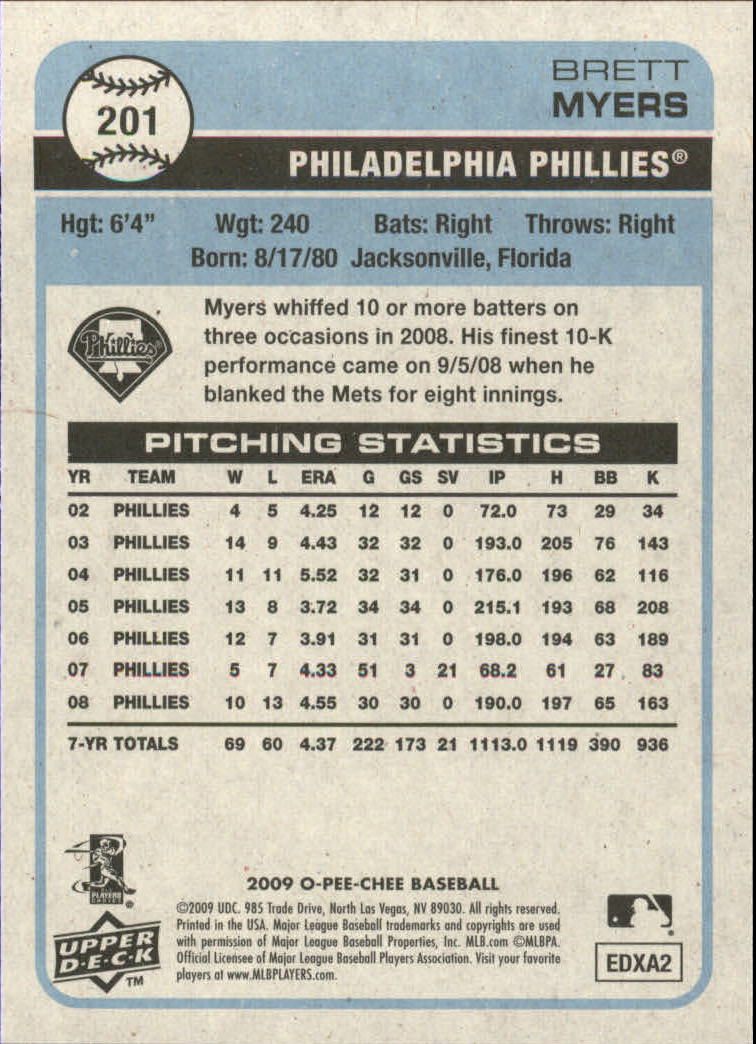 201
BRETT
MYERS
PHILADELPHIA PHILLIES®
Hgt: 6'4" Wgt: 240 Bats: Right Throws: Right
Born: 8/17/80 Jacksonville, Florida
Phillies
Myers whiffed 10 or more batters on
three occasions in 2008. His finest 10-K
performance came on 9/5/08 when he
blanked the Mets for eight innings.
PITCHING STATISTICS
YR TEAM W L ERA G GS SV IP H BB K
02 PHILLIES 4 5 4.25 12 12 0 72.0 73 29 34
03 PHILLIES 14 9 4.43 32 32 0 193.0 205 76 143
04 PHILLIES 11 11 5.52 32 31 0 176.0 196 62 116
05 PHILLIES 13 8 3.72 34 34 0 215.1 193 68 208
06 PHILLIES 12 7 3.91 31 31 0 198.0 194 63 189
07 PHILLIES 5 7 4.33 51 3 21 68.2 61 27 83
08 PHILLIES 10 13 4.55 30 30 0 190.0 197 65 163
7-YR TOTALS 69 60 4.37 222 173 21 1113.0 1119 390 936
PLAYERS
CHOICE ®
2009 O-PEE-CHEE BASEBALL
©2009 UDC. 985 Trade Drive, North Las Vegas, NV 89030. All rights reserved.
Printed in the USA. Major League Baseball trademarks and copyrights are used
with permission of Major League Baseball Properties, Inc. MLB.com ©MLBPA.
Official Licensee of Major League Baseball Players Association. Visit your favorite
players at www.MLBPLAYERS.com.
UPPER
D·E·C·K
TM
EDXA2